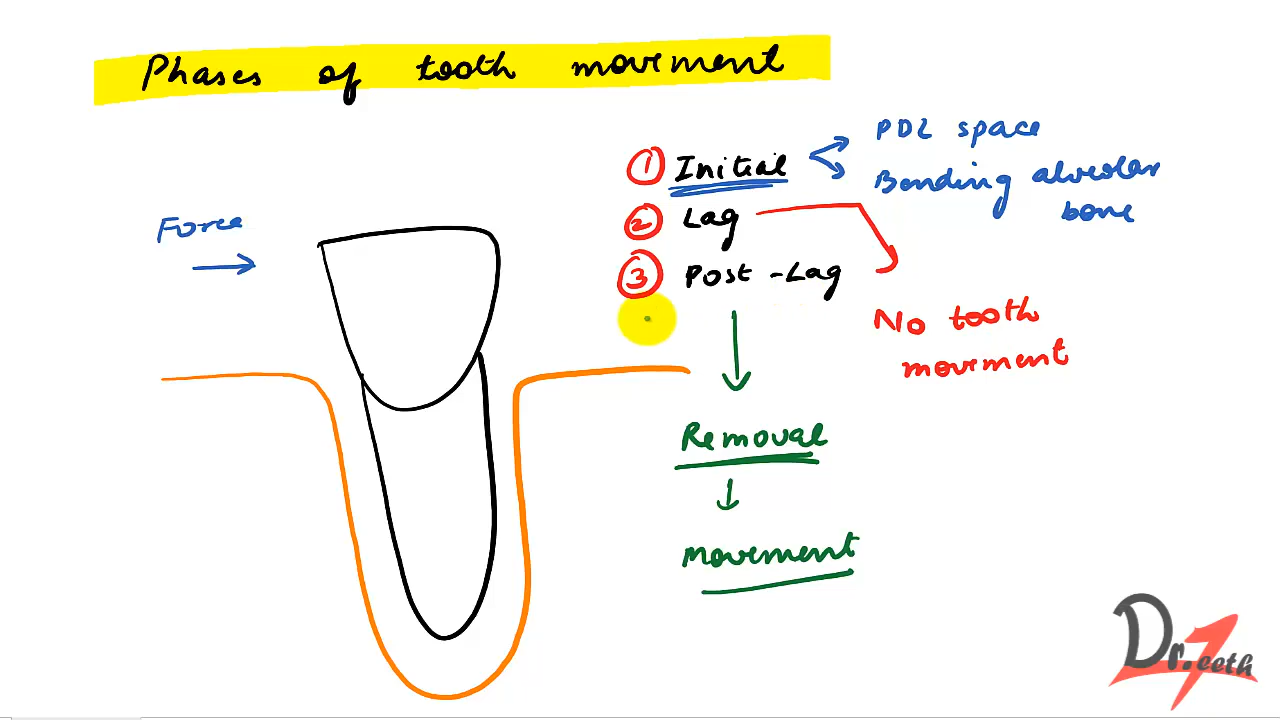 Phases of tooth movement
Force
① Initial
PDL space
Bending alveolar
bone
② Lag
③ Post-Lag
No tooth
movement
Removal
Movement
Dr.Teeth